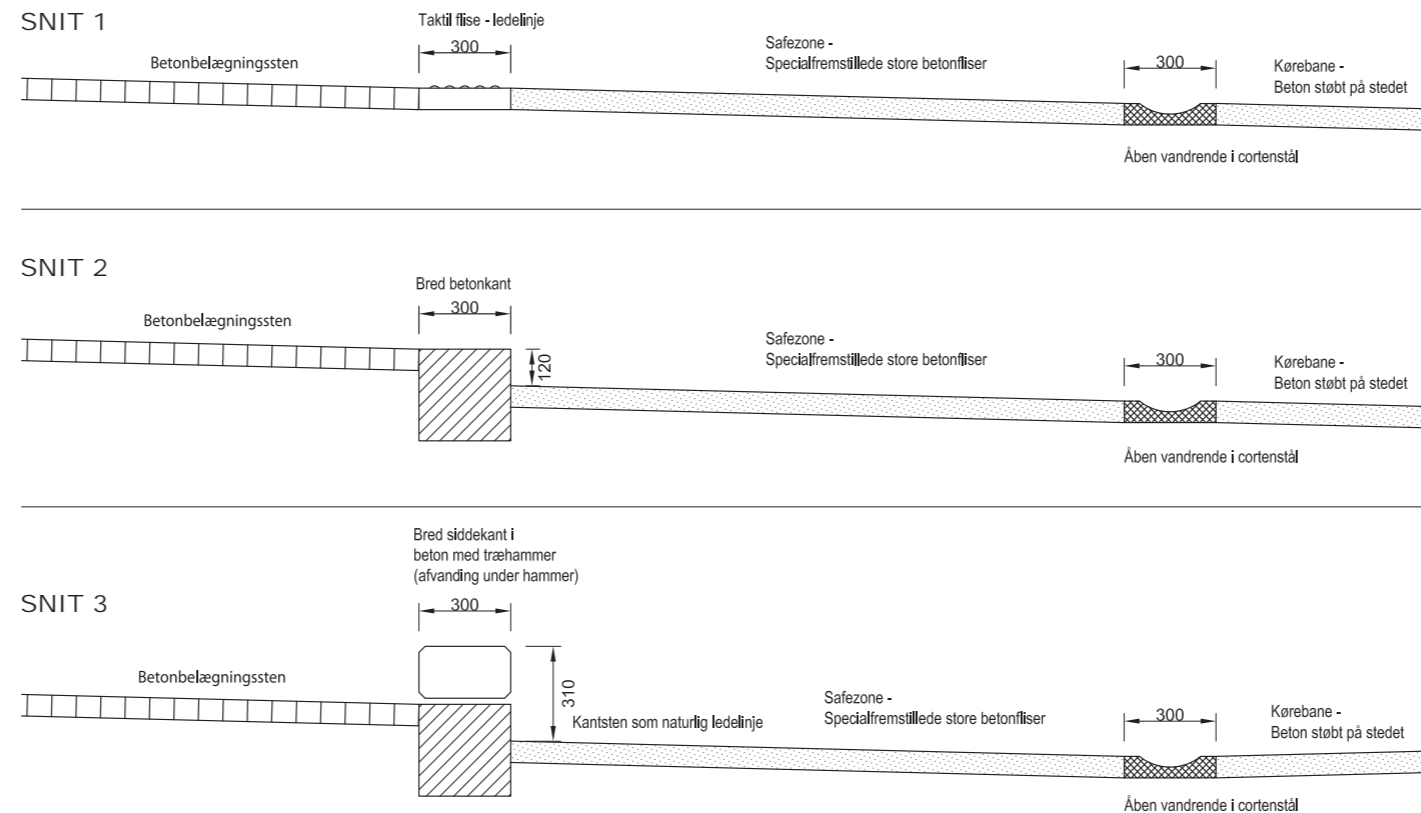 SNIT 1
Taktil flise - ledelinje
300
Betonbelægningssten
Safezone -
Specialfremstillede store betonfliser
300
Kørebane -
Beton støbt på stedet
Åben vandrende i cortenstål
SNIT 2
Bred betonkant
300
Betonbelægningssten
120
Safezone -
Specialfremstillede store betonfliser
300
Kørebane -
Beton støbt på stedet
Åben vandrende i cortenstål
SNIT 3
Bred siddekant i
beton med træhammer
(afvanding under hammer)
300
Betonbelægningssten
310
Kantsten som naturlig ledelinje
Safezone -
Specialfremstillede store betonfliser
300
Kørebane -
Beton støbt på stedet
Åben vandrende i cortenstål